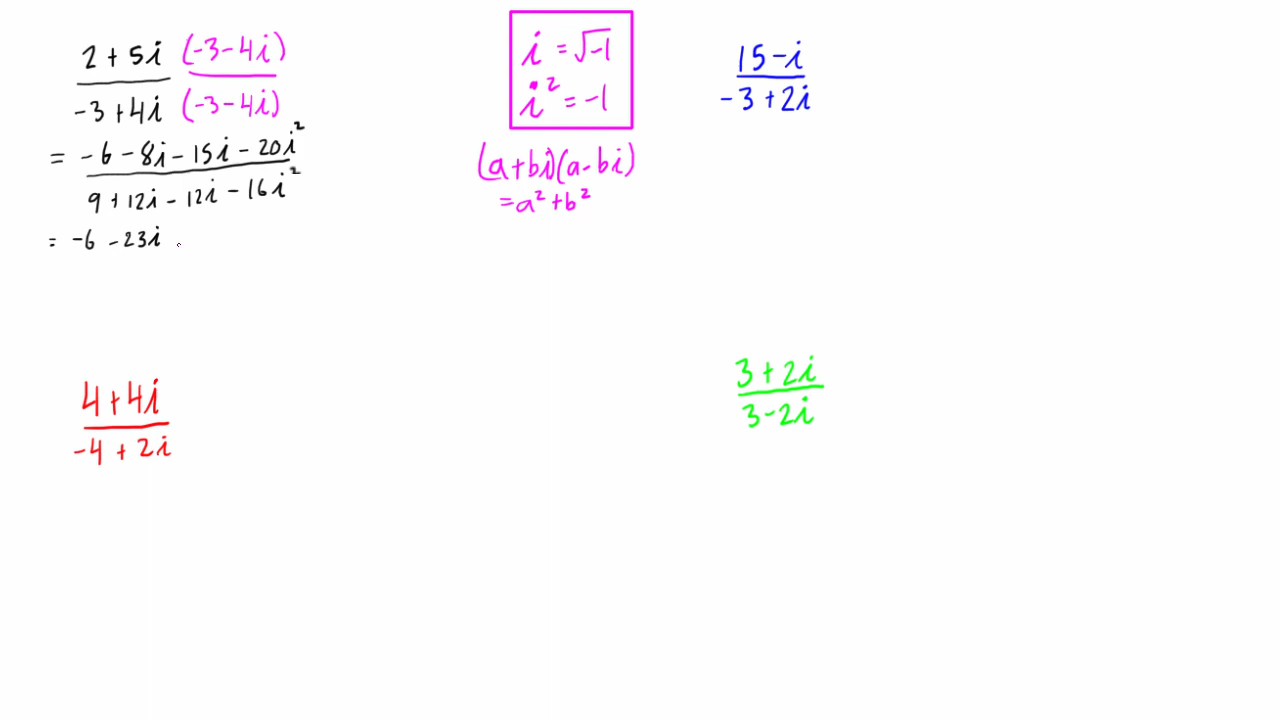 2 + 5i (-3 - 4i)
-3 + 4i (-3 - 4i)
= -6 - 8i - 15i - 20i²
9 + 12i - 12i - 16i²
= -6 - 23i
i = √-1
i² = -1
(a+bi)(a-bi)
= a² + b²
15 - i
-3 + 2i
4 + 4i
-4 + 2i
3 + 2i
3 - 2i